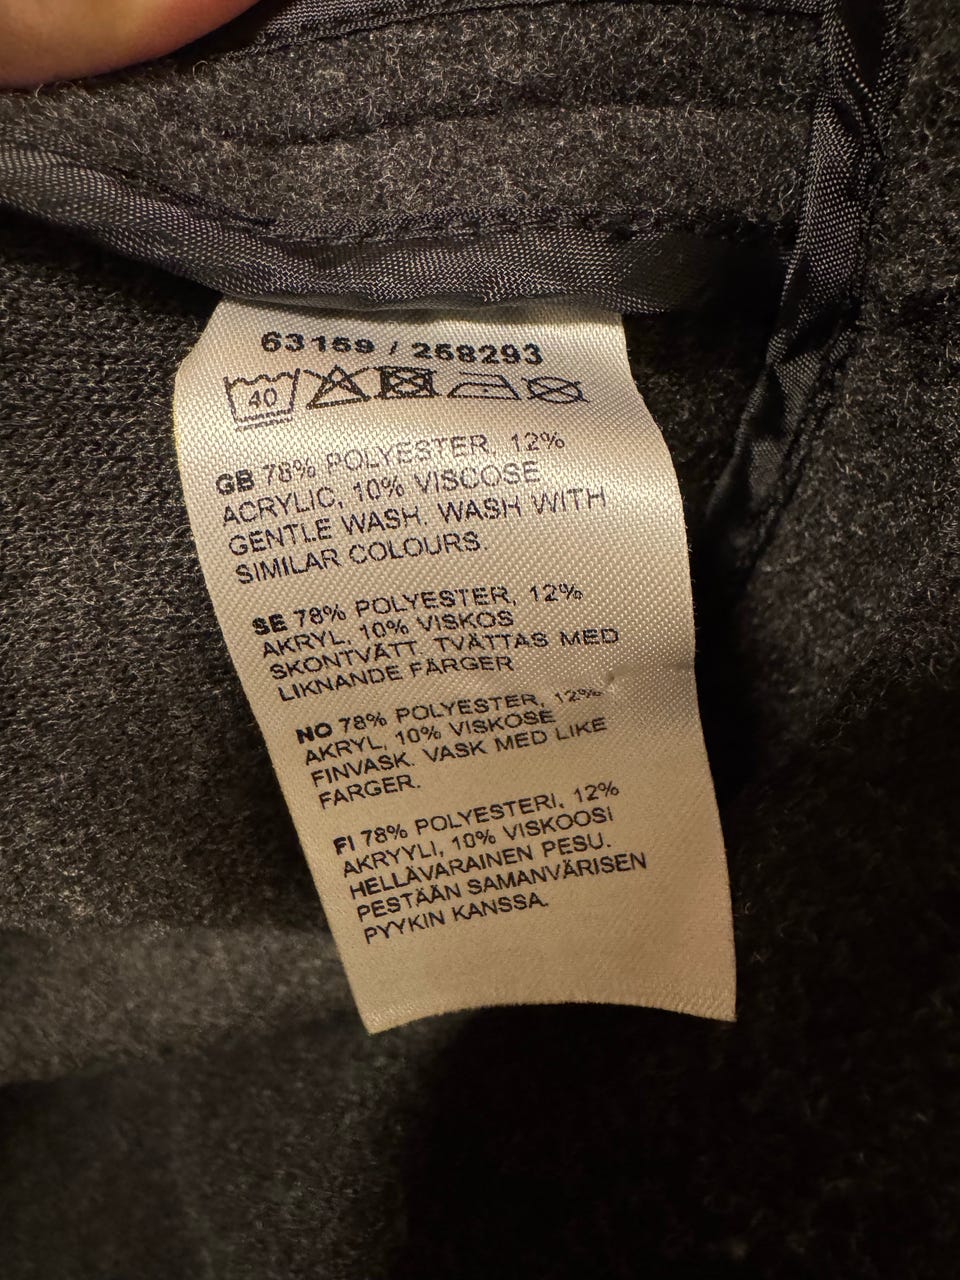 63159 / 258293
40
GB 78% POLYESTER, 12%
ACRYLIC, 10% VISCOSE
GENTLE WASH. WASH WITH
SIMILAR COLOURS.
SE 78% POLYESTER, 12%
AKRYL, 10% VISKOS
SKONTVÄTT. TVÄTTAS MED
LIKNANDE FÄRGER
NO 78% POLYESTER, 12%
AKRYL, 10% VISKOSE
FINVASK. VASK MED LIKE
FARGER.
FI 78% POLYESTERI, 12%
AKRYYLI, 10% VISKOOSI
HELLÄVARAINEN PESU.
PESTÄÄN SAMANVÄRISEN
PYYKIN KANSSA.